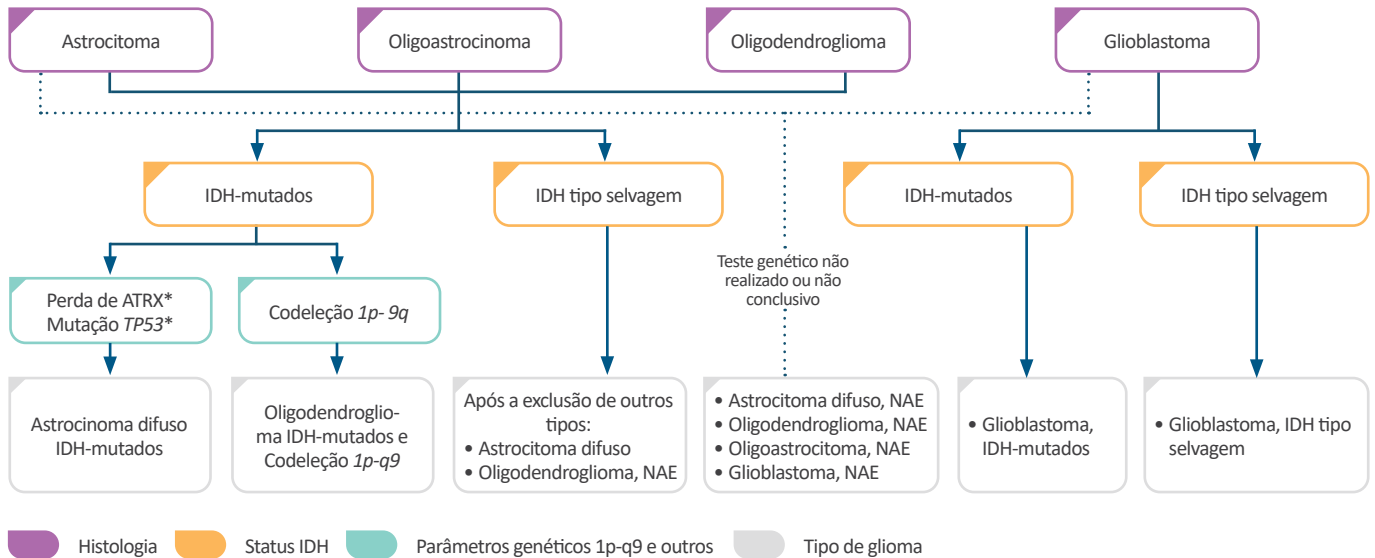 Astrocitoma
Oligoastrocinoma
Oligodendroglioma
Glioblastoma
IDH-mutados
IDH tipo selvagem
IDH-mutados
IDH tipo selvagem
Teste genético não
realizado ou não
conclusivo
Perda de ATRX*
Mutação TP53*
Codeleção 1p- 9q
Astrocinoma difuso
IDH-mutados
Oligodendroglio-
ma IDH-mutados e
Codeleção 1p-q9
Após a exclusão de outros
tipos:
• Astrocitoma difuso
• Oligodendroglioma, NAE
• Astrocitoma difuso, NAE
• Oligodendroglioma, NAE
• Oligoastrocitoma, NAE
• Glioblastoma, NAE
• Glioblastoma,
IDH-mutados
• Glioblastoma, IDH tipo
selvagem
Histologia
Status IDH
Parâmetros genéticos 1p-q9 e outros
Tipo de glioma